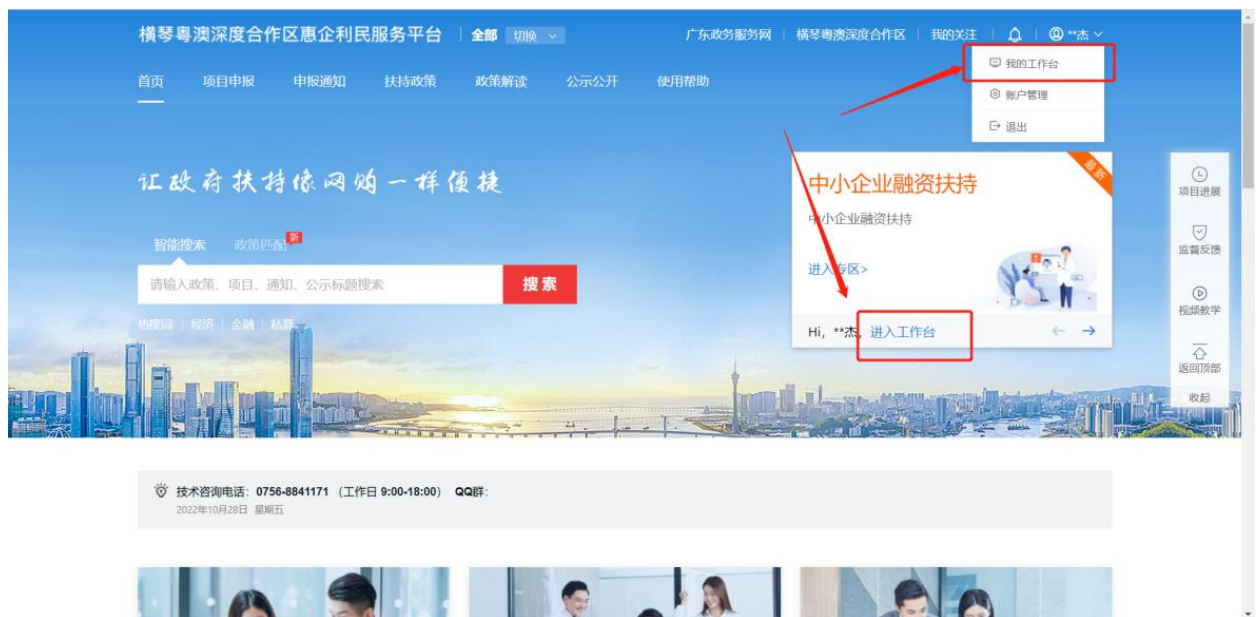 横琴粤澳深度合作区惠企利民服务平台 全部 切换 广东政务服务网 横琴粤澳深度合作区 我的关注 **杰
我的工作台
账户管理
退出
首页 项目申报 申报通知 扶持政策 政策解读 公示公开 使用帮助
让政府扶持像网购一样便捷
智能搜索 政策匹配 新
请输入政策、项目、通知、公示标题搜索 搜索
热搜词 经济 金融 私募
最新
中小企业融资扶持
中小企业融资扶持
进入专区>
Hi, **杰, 进入工作台 ← →
项目进展
监督反馈
视频教学
返回顶部
收起
技术咨询电话: 0756-8841171 (工作日 9:00-18:00) QQ群:
2022年10月28日 星期五